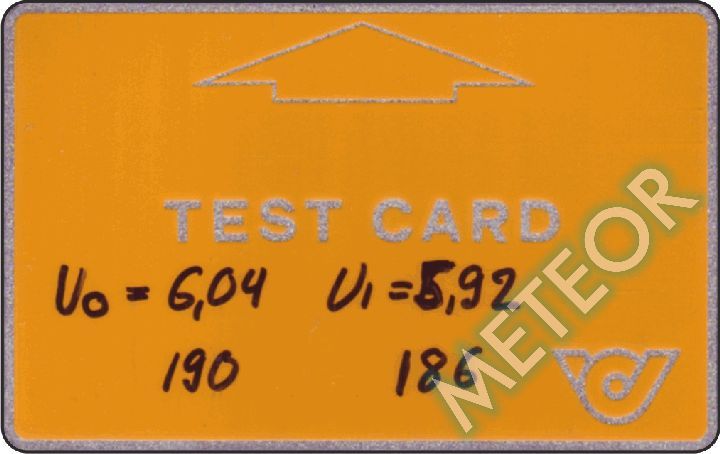 TEST CARD
U0 = 6,04 U1 = 5,92
190 186
METEOR